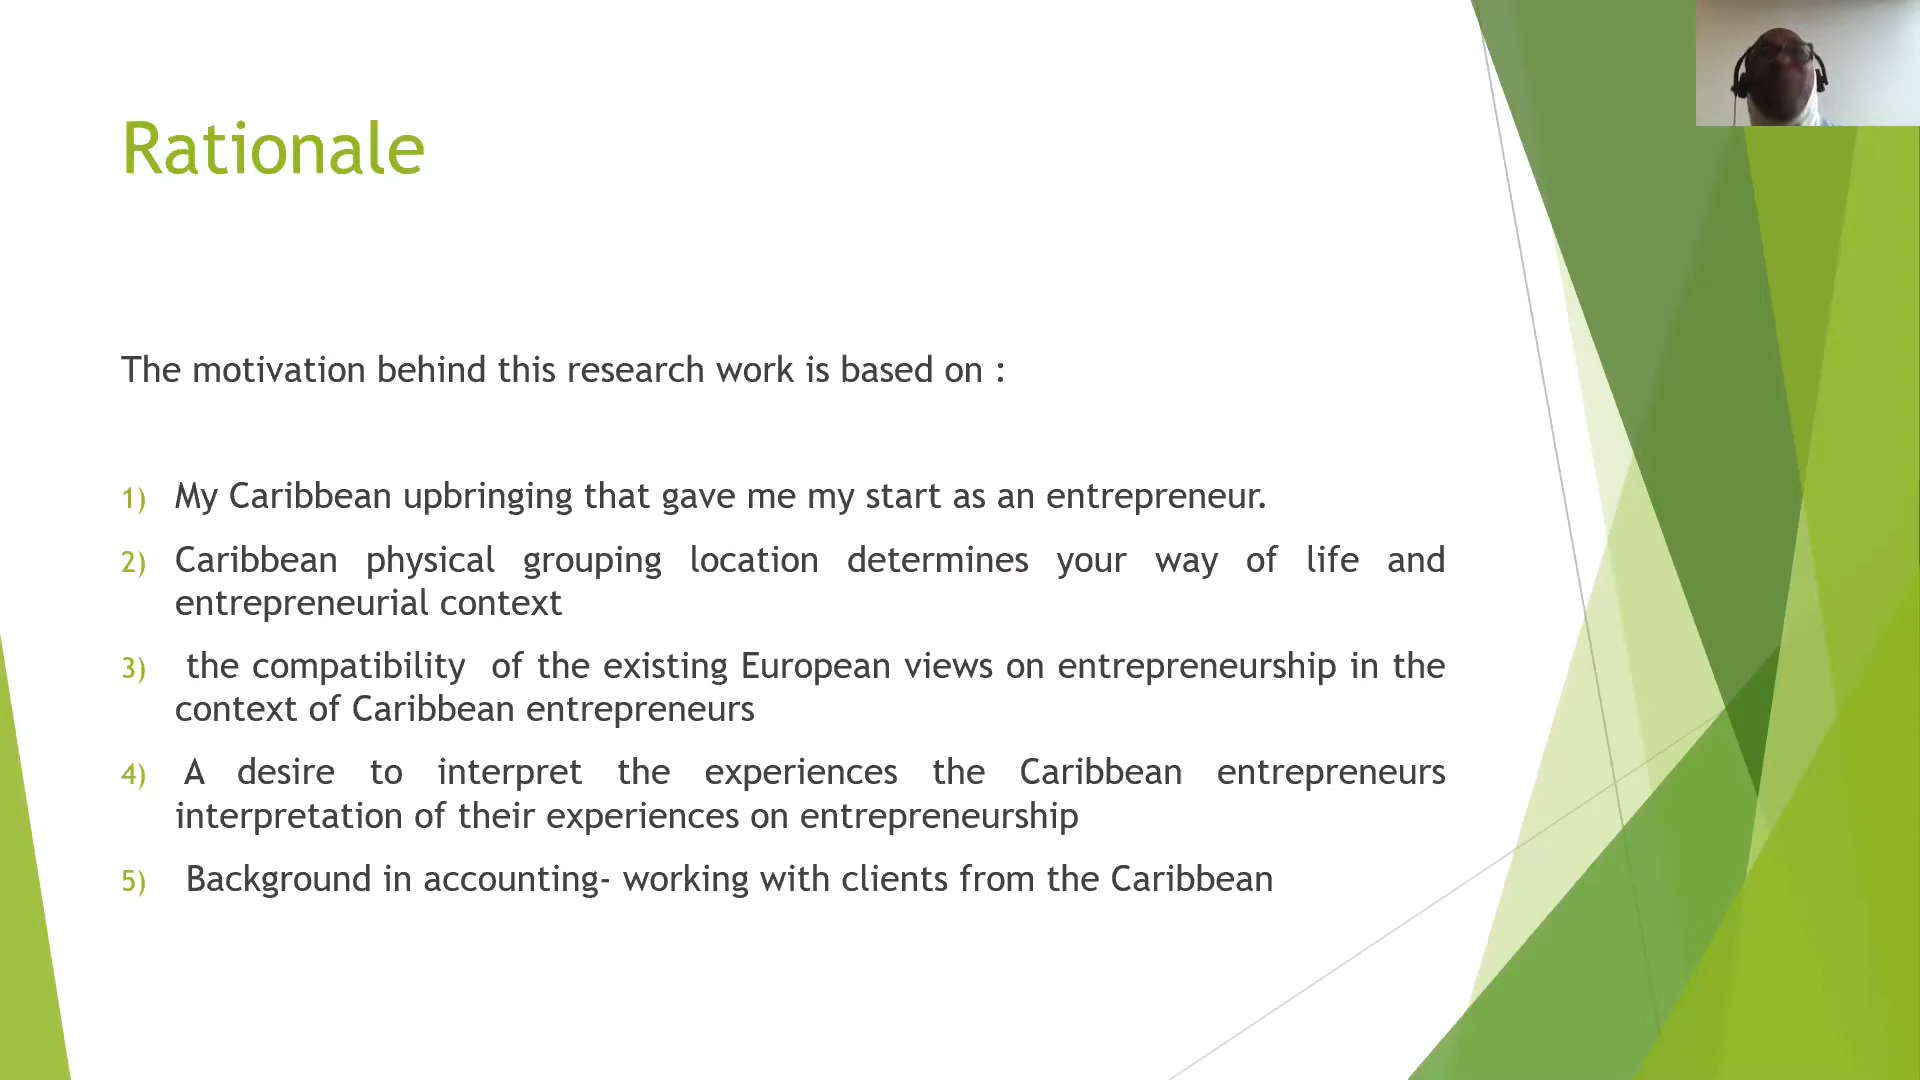 Rationale
The motivation behind this research work is based on :
1) My Caribbean upbringing that gave me my start as an entrepreneur.
2) Caribbean physical grouping location determines your way of life and
entrepreneurial context
3) the compatibility of the existing European views on entrepreneurship in the
context of Caribbean entrepreneurs
4) A desire to interpret the experiences the Caribbean entrepreneurs
interpretation of their experiences on entrepreneurship
5) Background in accounting- working with clients from the Caribbean